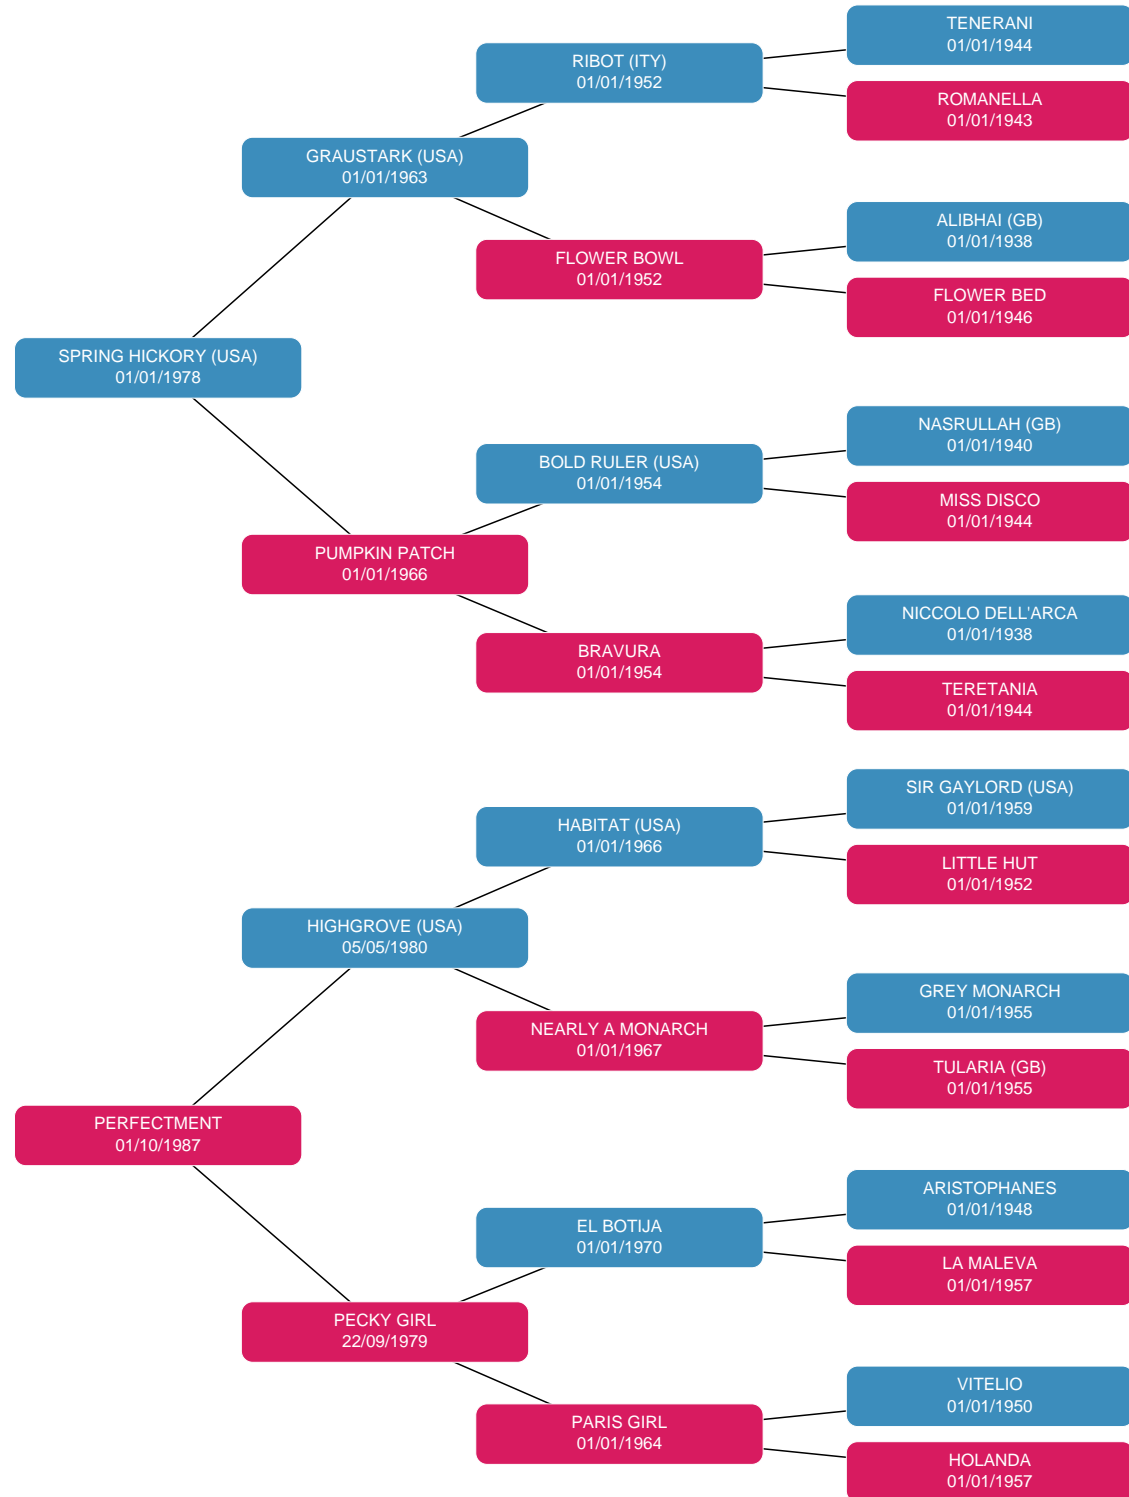 TENERANI
01/01/1944
RIBOT (ITY)
01/01/1952
ROMANELLA
01/01/1943
GRAUSTARK (USA)
01/01/1963
ALIBHAI (GB)
01/01/1938
FLOWER BOWL
01/01/1952
FLOWER BED
01/01/1946
SPRING HICKORY (USA)
01/01/1978
NASRULLAH (GB)
01/01/1940
BOLD RULER (USA)
01/01/1954
MISS DISCO
01/01/1944
PUMPKIN PATCH
01/01/1966
NICCOLO DELL'ARCA
01/01/1938
BRAVURA
01/01/1954
TERETANIA
01/01/1944
SIR GAYLORD (USA)
01/01/1959
HABITAT (USA)
01/01/1966
LITTLE HUT
01/01/1952
HIGHGROVE (USA)
05/05/1980
GREY MONARCH
01/01/1955
NEARLY A MONARCH
01/01/1967
TULARIA (GB)
01/01/1955
PERFECTMENT
01/10/1987
ARISTOPHANES
01/01/1948
EL BOTIJA
01/01/1970
LA MALEVA
01/01/1957
PECKY GIRL
22/09/1979
VITELIO
01/01/1950
PARIS GIRL
01/01/1964
HOLANDA
01/01/1957